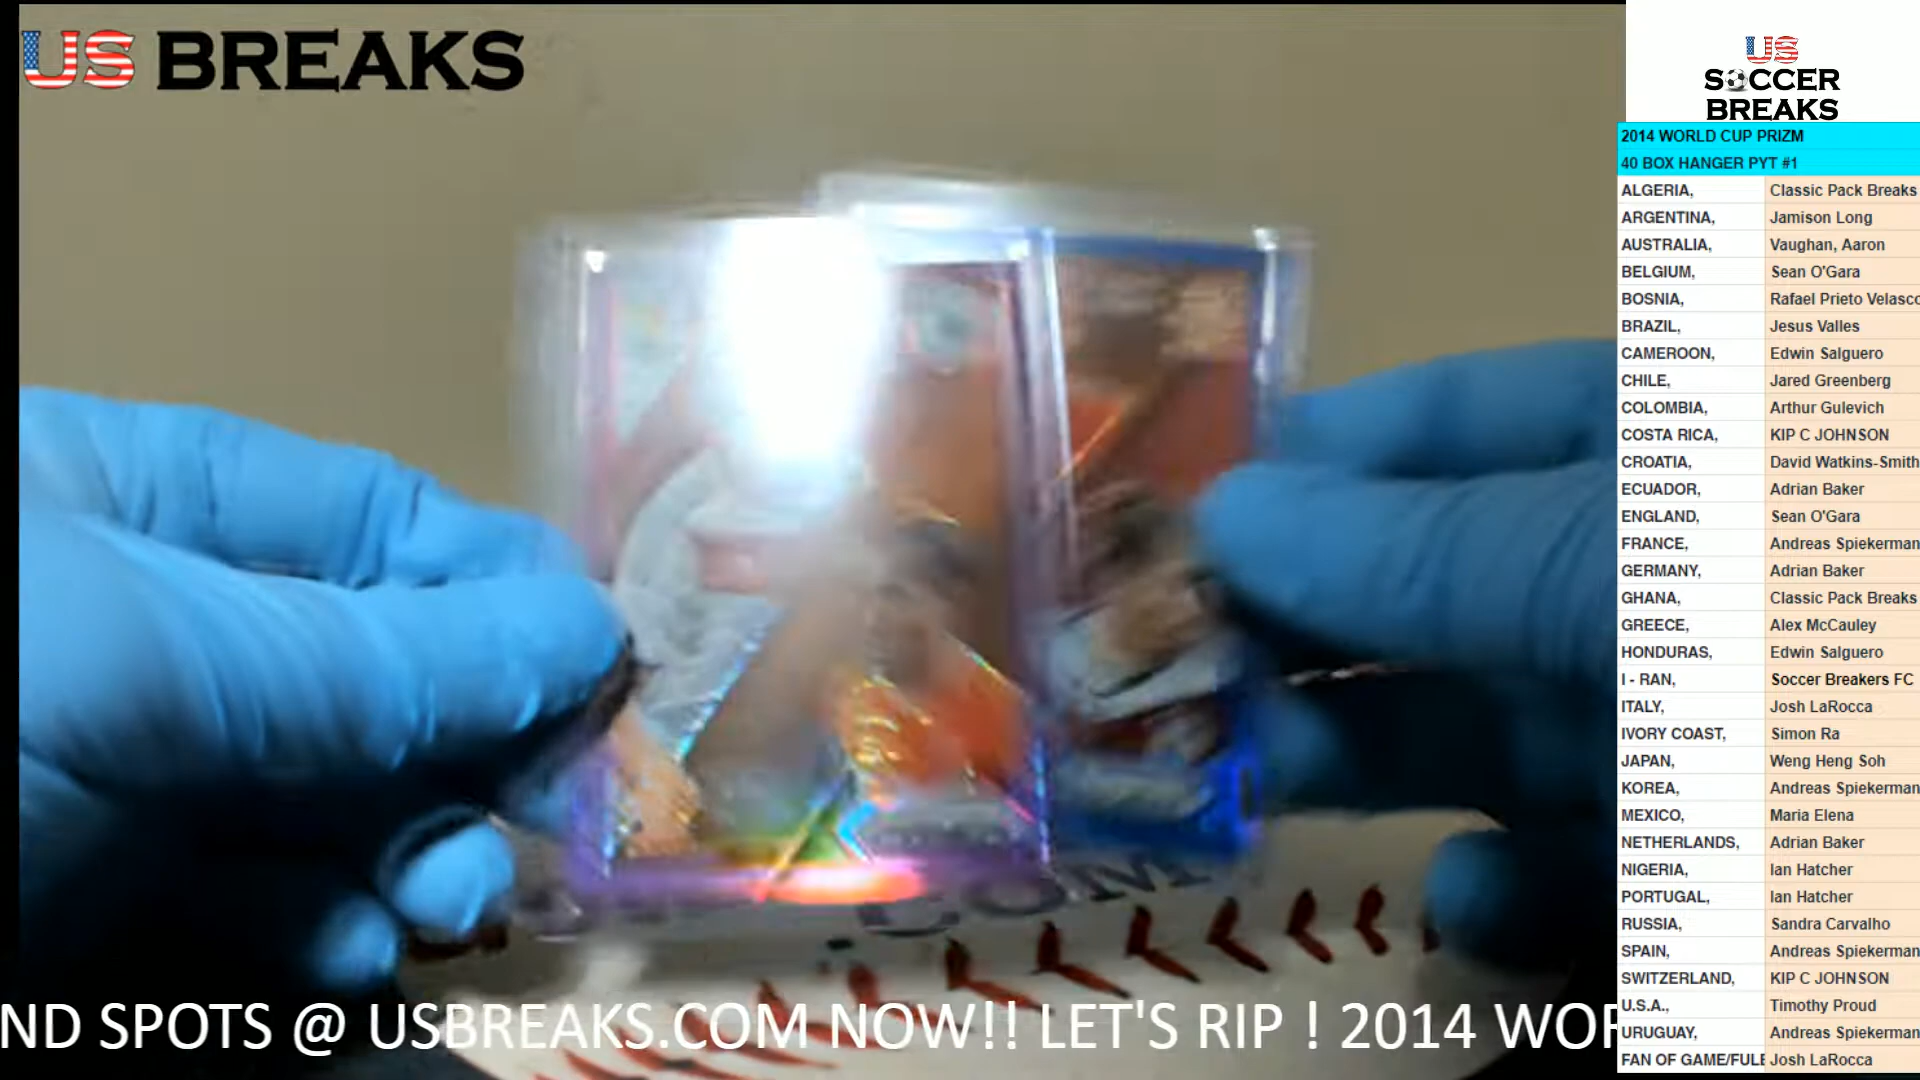 US BREAKS
US
SOCCER
BREAKS
2014 WORLD CUP PRIZM
40 BOX HANGER PYT #1
ALGERIA, Classic Pack Breaks
ARGENTINA, Jamison Long
AUSTRALIA, Vaughan, Aaron
BELGIUM, Sean O'Gara
BOSNIA, Rafael Prieto Velasco
BRAZIL, Jesus Valles
CAMEROON, Edwin Salguero
CHILE, Jared Greenberg
COLOMBIA, Arthur Gulevich
COSTA RICA, KIP C JOHNSON
CROATIA, David Watkins-Smith
ECUADOR, Adrian Baker
ENGLAND, Sean O'Gara
FRANCE, Andreas Spiekerman
GERMANY, Adrian Baker
GHANA, Classic Pack Breaks
GREECE, Alex McCauley
HONDURAS, Edwin Salguero
I - RAN, Soccer Breakers FC
ITALY, Josh LaRocca
IVORY COAST, Simon Ra
JAPAN, Weng Heng Soh
KOREA, Andreas Spiekerman
MEXICO, Maria Elena
NETHERLANDS, Adrian Baker
NIGERIA, Ian Hatcher
PORTUGAL, Ian Hatcher
RUSSIA, Sandra Carvalho
SPAIN, Andreas Spiekerman
SWITZERLAND, KIP C JOHNSON
U.S.A., Timothy Proud
URUGUAY, Andreas Spiekerman
FAN OF GAME/FULE Josh LaRocca
COM
ND SPOTS @ USBREAKS.COM NOW!! LET'S RIP ! 2014 WOR